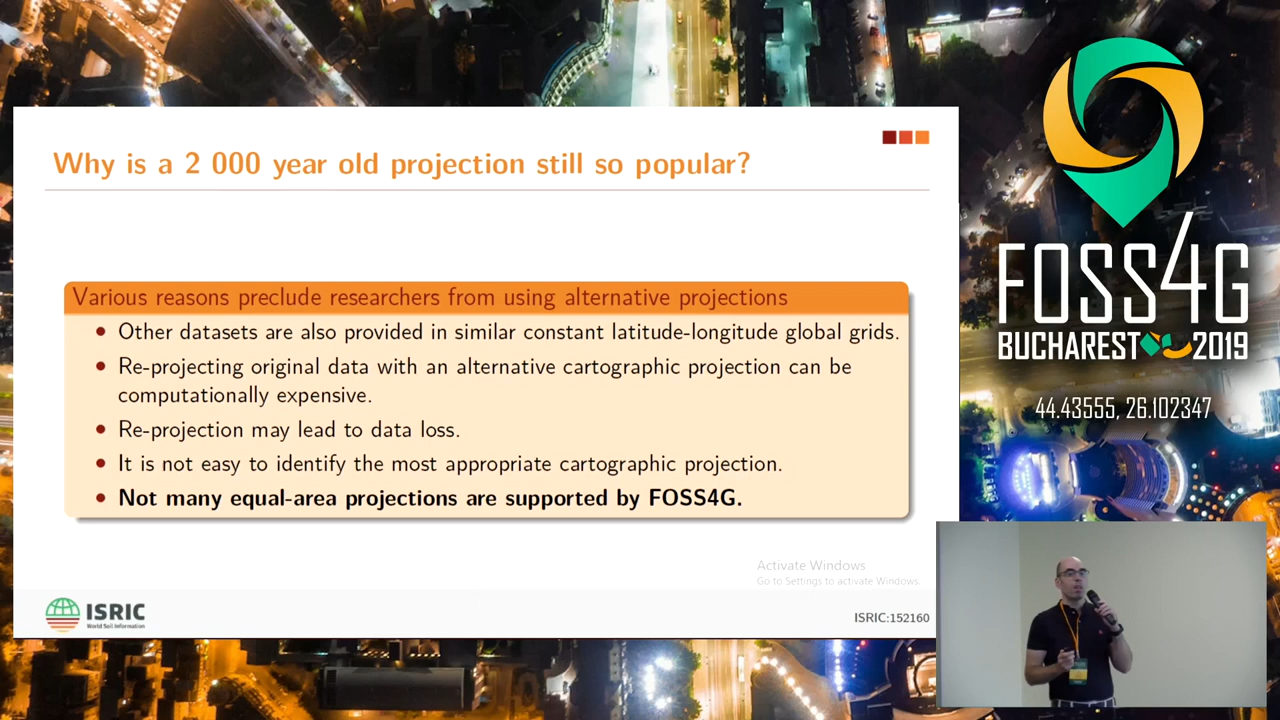 Why is a 2 000 year old projection still so popular?
Various reasons preclude researchers from using alternative projections
Other datasets are also provided in similar constant latitude-longitude global grids.
Re-projecting original data with an alternative cartographic projection can be
computationally expensive.
Re-projection may lead to data loss.
It is not easy to identify the most appropriate cartographic projection.
Not many equal-area projections are supported by FOSS4G.
Activate Windows
Go to Settings to activate Windows.
ISRIC
World Soil Information
ISRIC:152160
FOSS4G
BUCHAREST 2019
44.43555, 26.102347